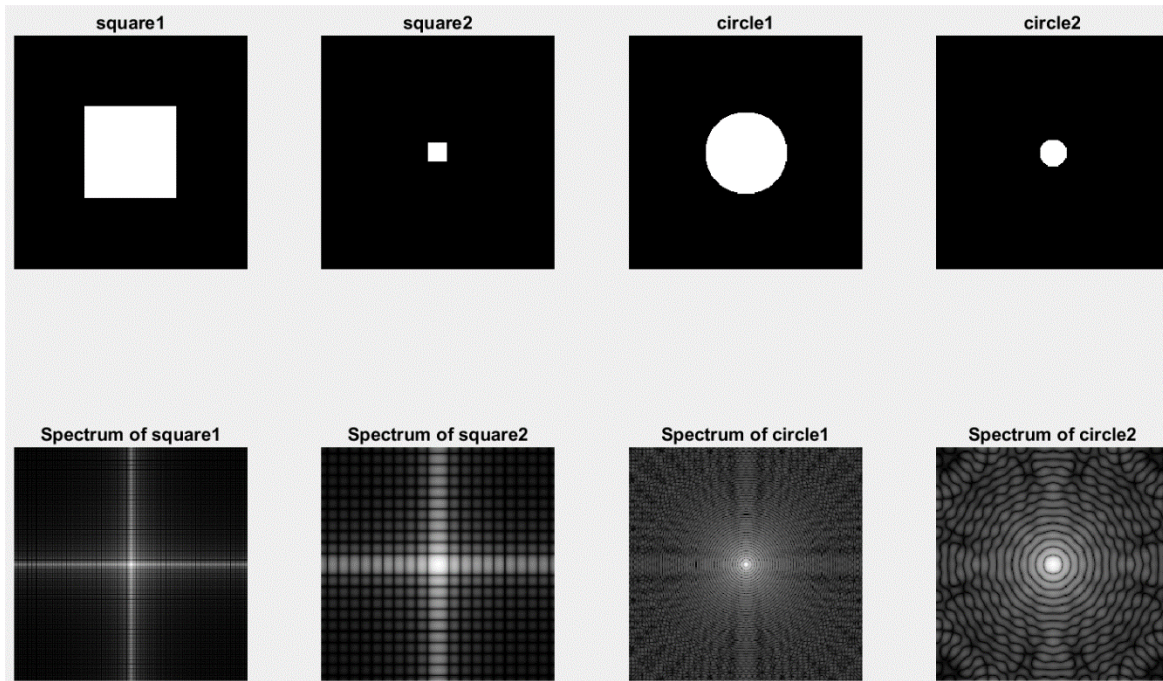 square1
square2
circle1
circle2
Spectrum of square1
Spectrum of square2
Spectrum of circle1
Spectrum of circle2